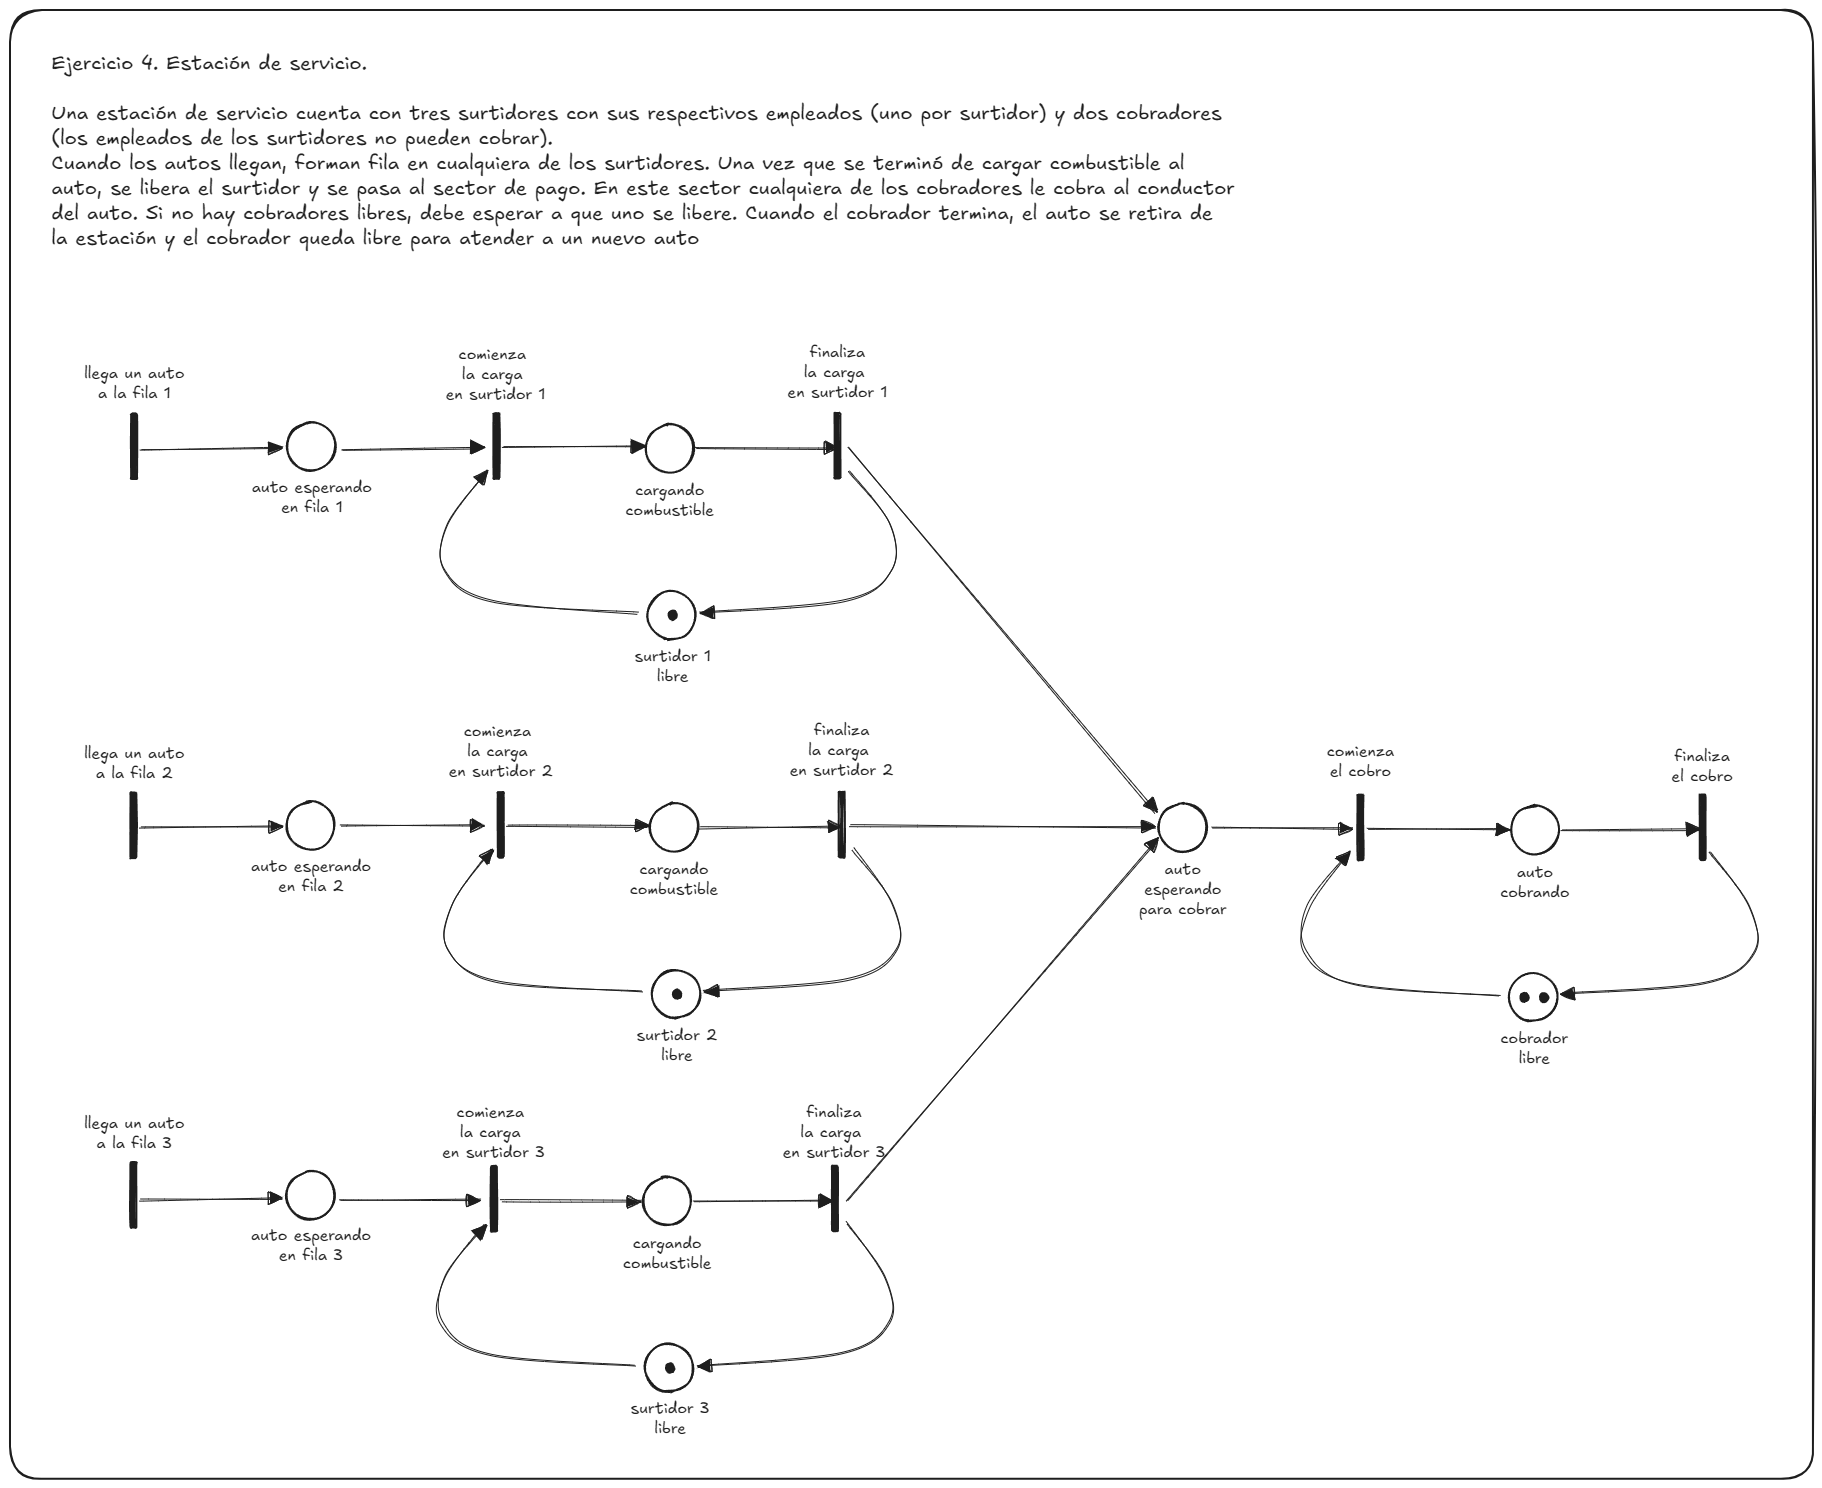 Ejercicio 4. Estación de servicio.
Una estación de servicio cuenta con tres surtidores con sus respectivos empleados (uno por surtidor) y dos cobradores
(los empleados de los surtidores no pueden cobrar).
Cuando los autos llegan, forman fila en cualquiera de los surtidores. Una vez que se terminó de cargar combustible al
auto, se libera el surtidor y se pasa al sector de pago. En este sector cualquiera de los cobradores le cobra al conductor
del auto. Si no hay cobradores libres, debe esperar a que uno se libere. Cuando el cobrador termina, el auto se retira de
la estación y el cobrador queda libre para atender a un nuevo auto
llega un auto
a la fila 1
comienza
la carga
en surtidor 1
finaliza
la carga
en surtidor 1
auto esperando
en fila 1
cargando
combustible
surtidor 1
libre
llega un auto
a la fila 2
comienza
la carga
en surtidor 2
finaliza
la carga
en surtidor 2
comienza
el cobro
finaliza
el cobro
auto esperando
en fila 2
cargando
combustible
auto
esperando
para cobrar
auto
cobrando
surtidor 2
libre
cobrador
libre
llega un auto
a la fila 3
comienza
la carga
en surtidor 3
finaliza
la carga
en surtidor 3
auto esperando
en fila 3
cargando
combustible
surtidor 3
libre